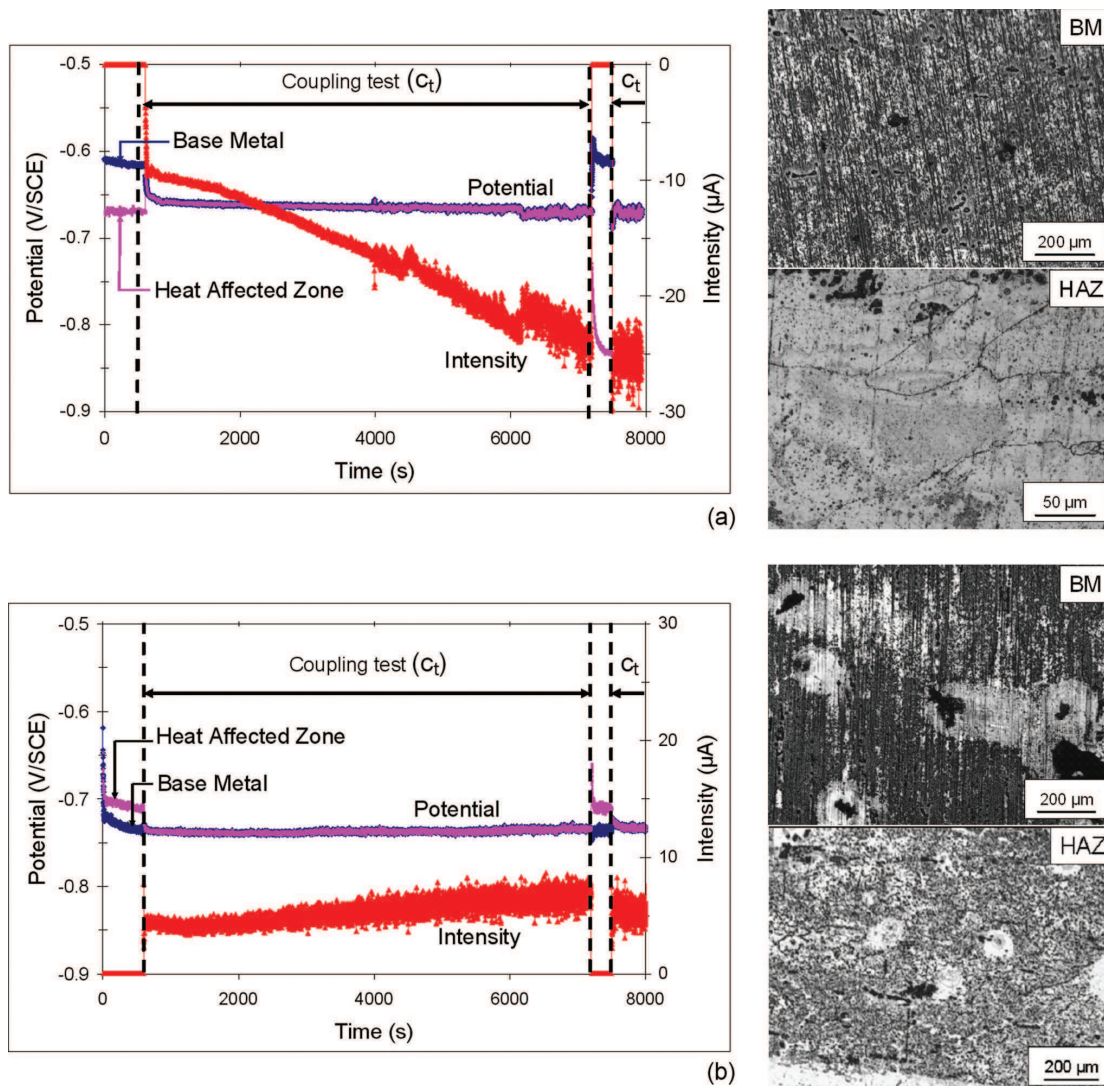 -0.5
-0.6
-0.7
-0.8
-0.9
Potential (V/SCE)
0
2000
4000
6000
8000
Time (s)
0
-10
-20
-30
Intensity (µA)
Coupling test (Ct)
Ct
Base Metal
Potential
Heat Affected Zone
Intensity
(a)
BM
200 µm
HAZ
50 µm
-0.5
-0.6
-0.7
-0.8
-0.9
Potential (V/SCE)
0
2000
4000
6000
8000
Time (s)
30
20
10
0
Intensity (µA)
Coupling test (Ct)
Ct
Heat Affected Zone
Base Metal
Potential
Intensity
(b)
BM
200 µm
HAZ
200 µm